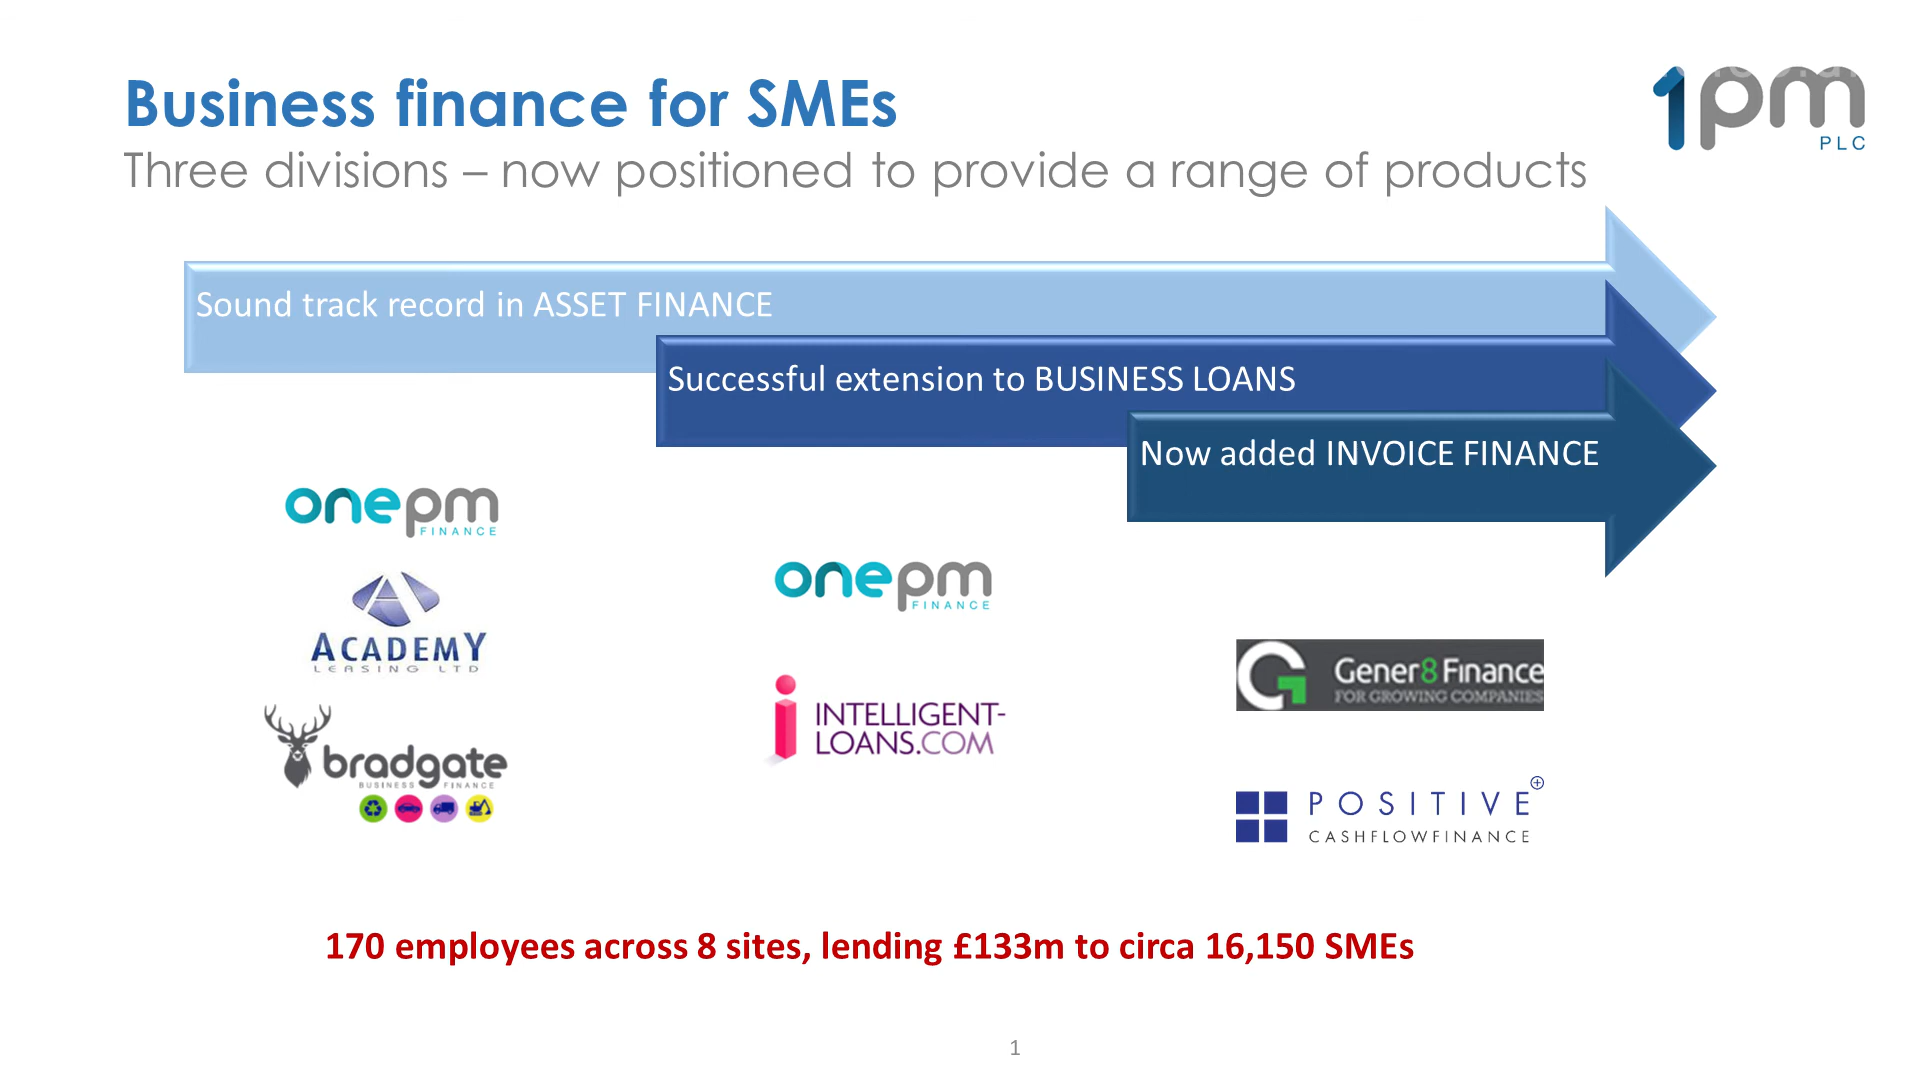 Business finance for SMEs
1pm
PLC
Three divisions – now positioned to provide a range of products
Sound track record in ASSET FINANCE
Successful extension to BUSINESS LOANS
Now added INVOICE FINANCE
onepm
FINANCE
ACADEMY
LEASING LTD
bradgate
BUSINESS FINANCE
onepm
FINANCE
INTELLIGENT-
LOANS.COM
Gener8 Finance
FOR GROWING COMPANIES
POSITIVE
CASHFLOWFINANCE
170 employees across 8 sites, lending £133m to circa 16,150 SMEs
1